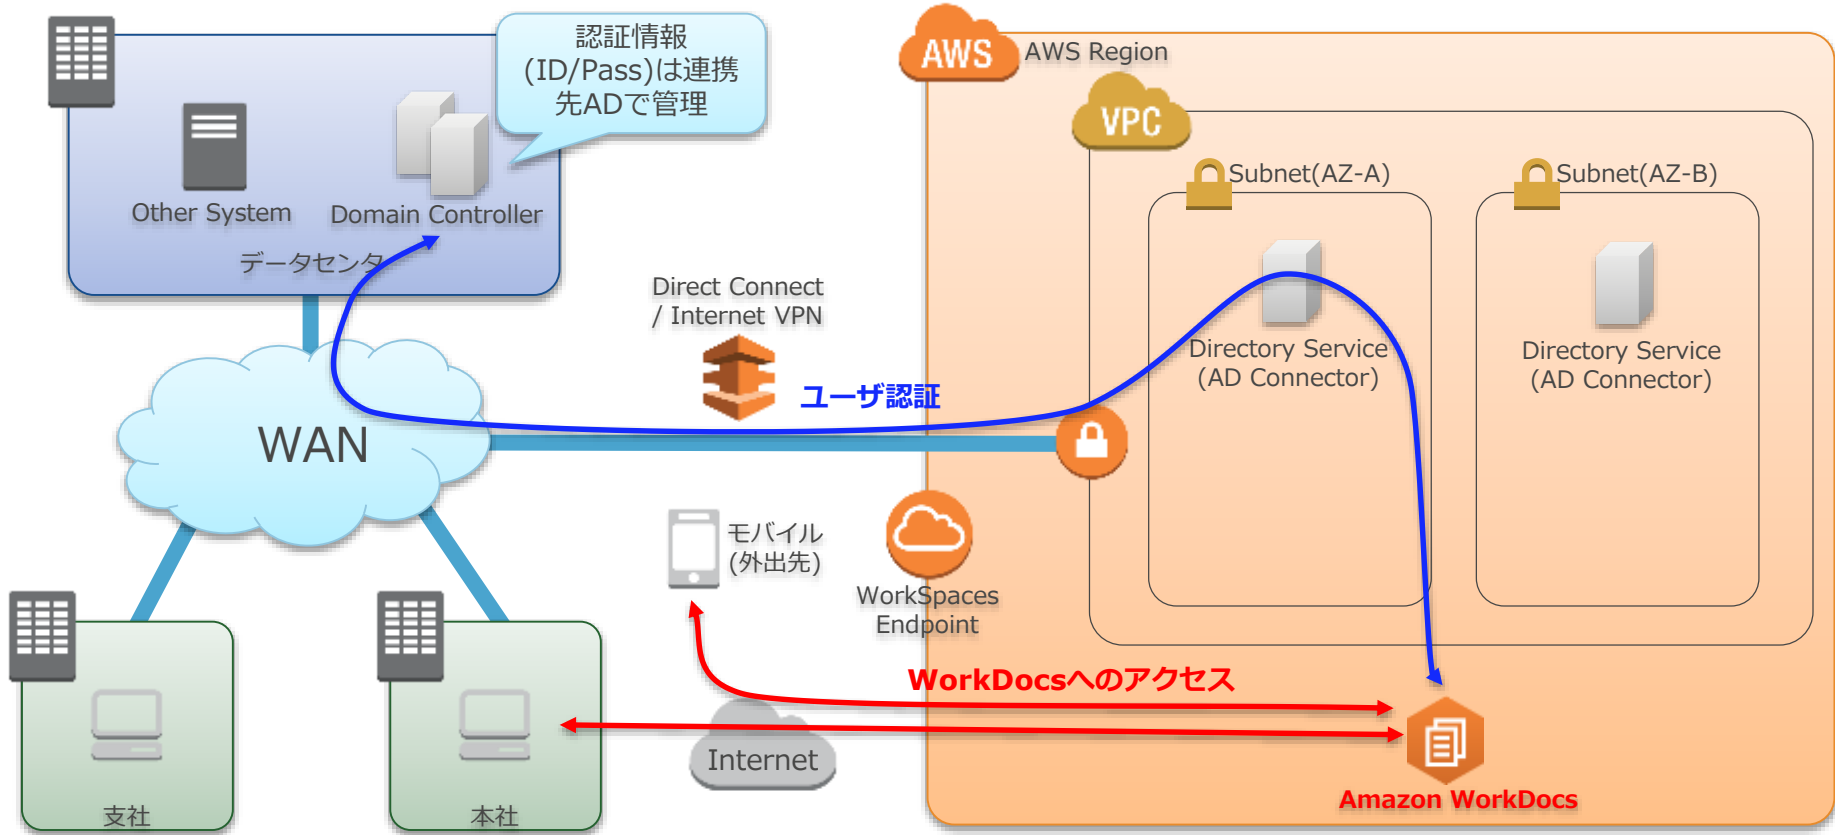 認証情報
(ID/Pass)は連携
先ADで管理
AWS
AWS Region
VPC
Subnet(AZ-A)
Subnet(AZ-B)
Other System
Domain Controller
データセンタ
Direct Connect
/ Internet VPN
Directory Service
(AD Connector)
Directory Service
(AD Connector)
ユーザ認証
WAN
モバイル
(外出先)
WorkSpaces
Endpoint
WorkDocsへのアクセス
Internet
Amazon WorkDocs
支社
本社